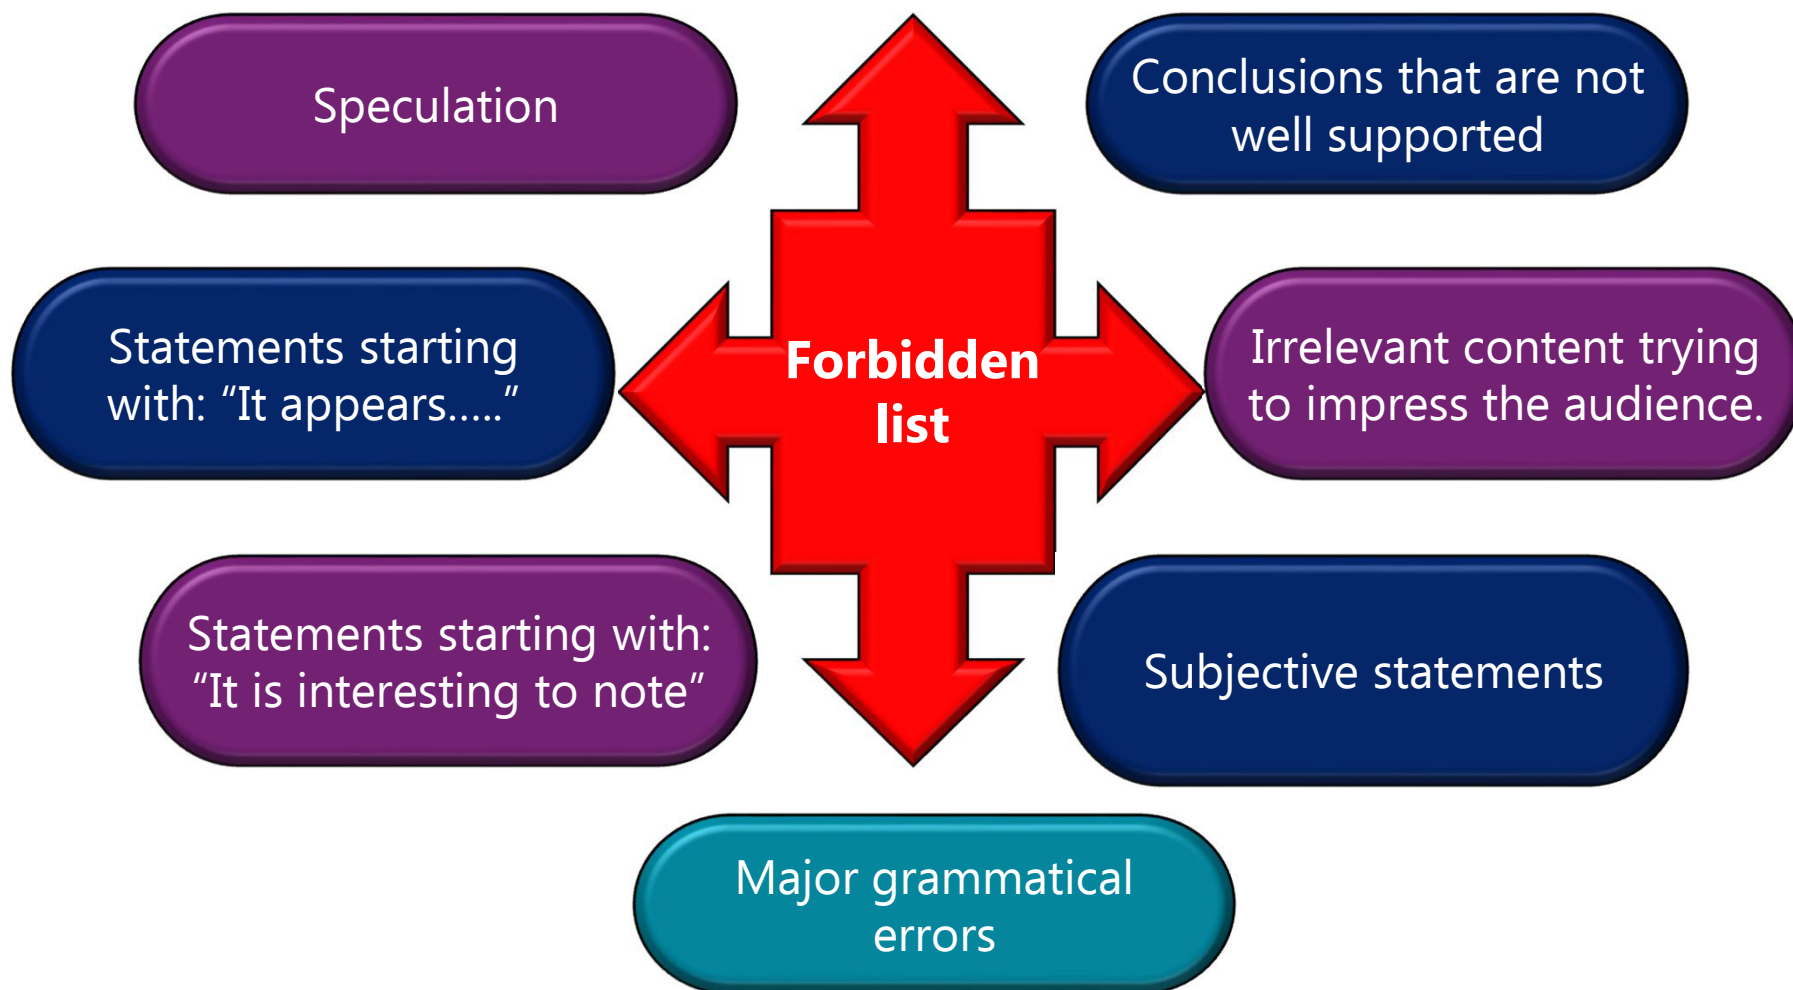 Speculation
Conclusions that are not
well supported
Statements starting
with: “It appears…..”
Forbidden
list
Irrelevant content trying
to impress the audience.
Statements starting with:
“It is interesting to note”
Subjective statements
Major grammatical
errors